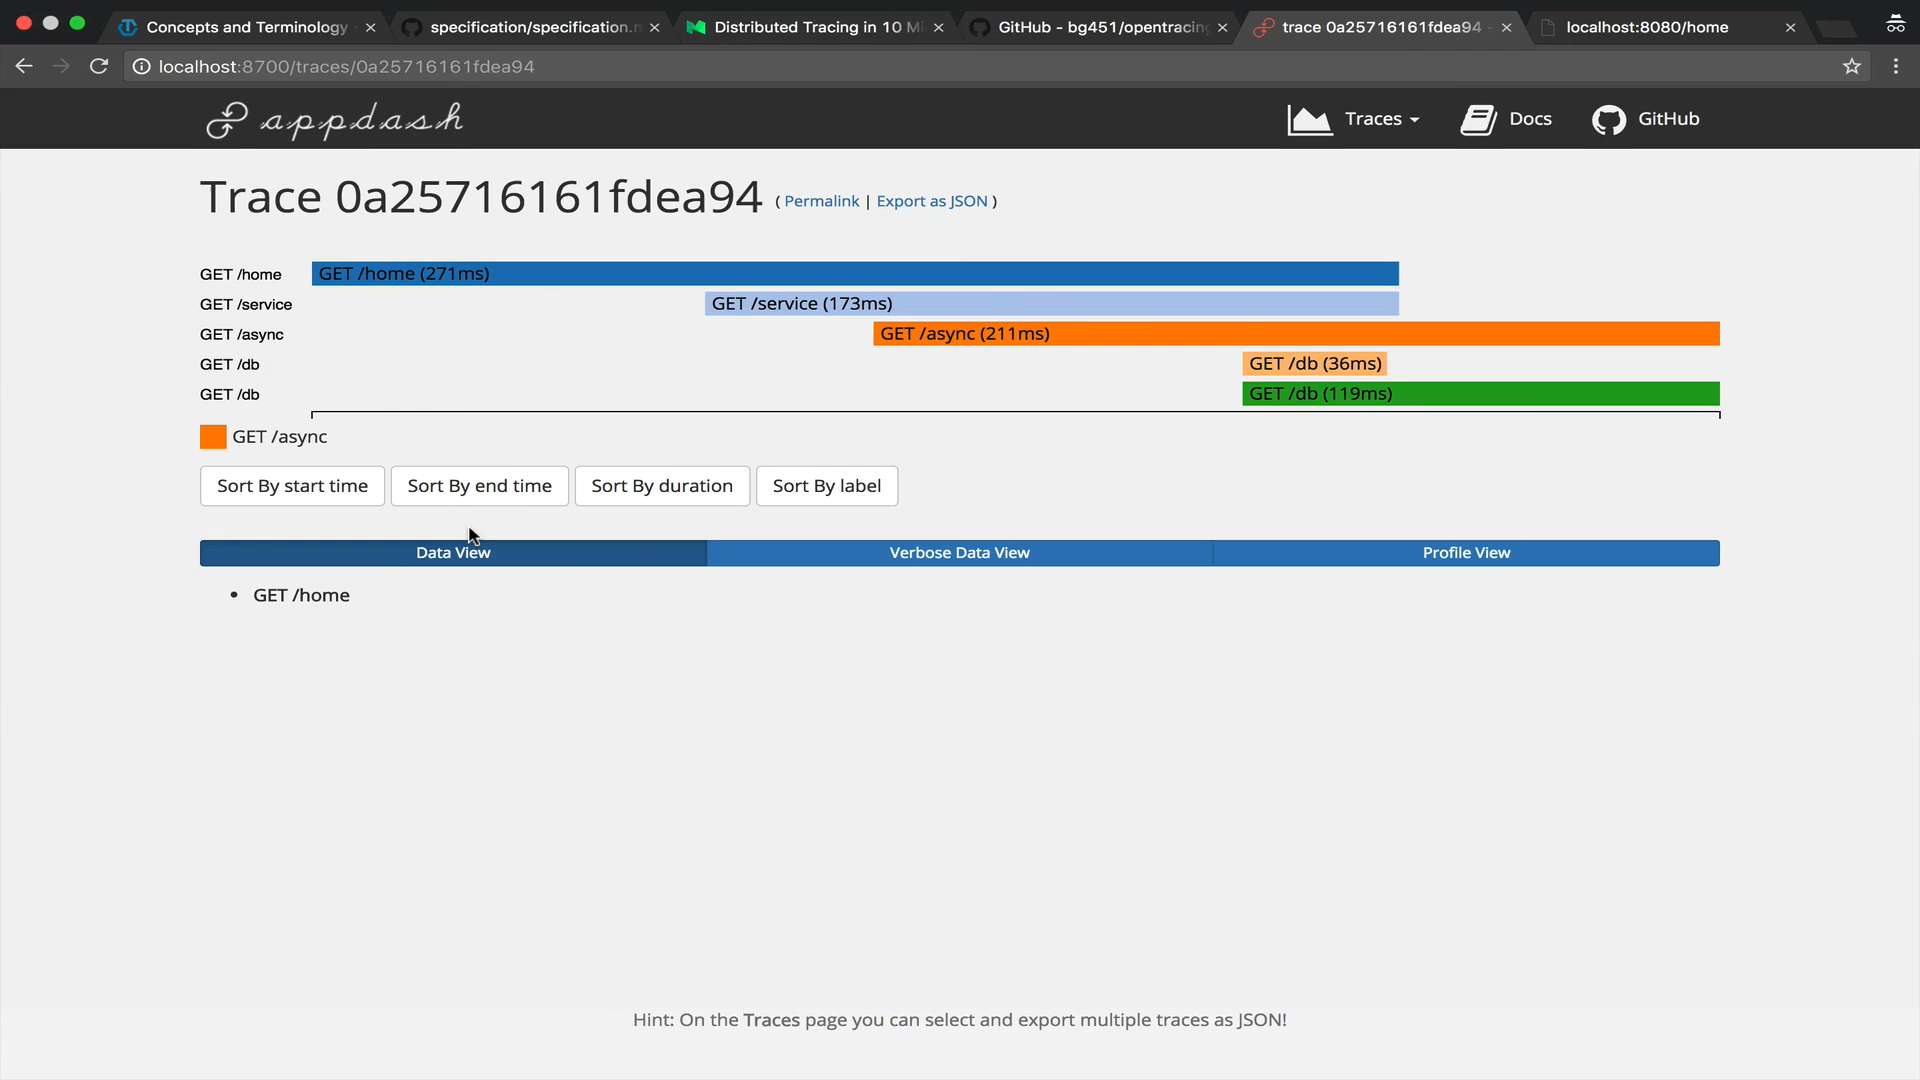 Concepts and Terminology
specification/specification.m
Distributed Tracing in 10 Mi
GitHub - bg451/opentracing
trace 0a25716161fdea94 -
localhost:8080/home
localhost:8700/traces/0a25716161fdea94
appdash
Traces
Docs
GitHub
Trace 0a25716161fdea94 ( Permalink | Export as JSON )
GET /home GET /home (271ms)
GET /service GET /service (173ms)
GET /async GET /async (211ms)
GET /db GET /db (36ms)
GET /db GET /db (119ms)
GET /async
Sort By start time Sort By end time Sort By duration Sort By label
Data View Verbose Data View Profile View
• GET /home
Hint: On the Traces page you can select and export multiple traces as JSON!